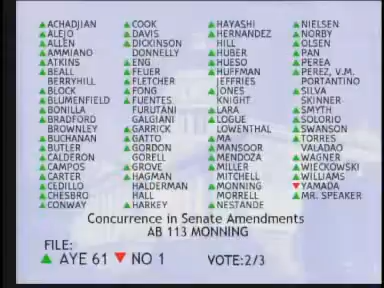 ACHADJIAN COOK HAYASHI NIELSEN
ALEJO DAVIS HERNANDEZ NORBY
ALLEN DICKINSON HILL OLSEN
AMMIANO DONNELLY HUBER PAN
ATKINS ENG HUESO PEREA
BEALL FEUER HUFFMAN PEREZ, V.M.
BERRYHILL FLETCHER JEFFRIES PORTANTINO
BLOCK FONG JONES SILVA
BLUMENFIELD FUENTES KNIGHT SKINNER
BONILLA FURUTANI LARA SMYTH
BRADFORD GALGIANI LOGUE SOLORIO
BROWNLEY GARRICK LOWENTHAL SWANSON
BUCHANAN GATTO MA TORRES
BUTLER GORDON MANSOOR VALADAO
CALDERON GORELL MENDOZA WAGNER
CAMPOS GROVE MILLER WIECKOWSKI
CARTER HAGMAN MITCHELL WILLIAMS
CEDILLO HALDERMAN MONNING YAMADA
CHESBRO HALL MORRELL MR. SPEAKER
CONWAY HARKEY NESTANDE
Concurrence in Senate Amendments
AB 113 MONNING
FILE:
AYE 61 NO 1 VOTE:2/3